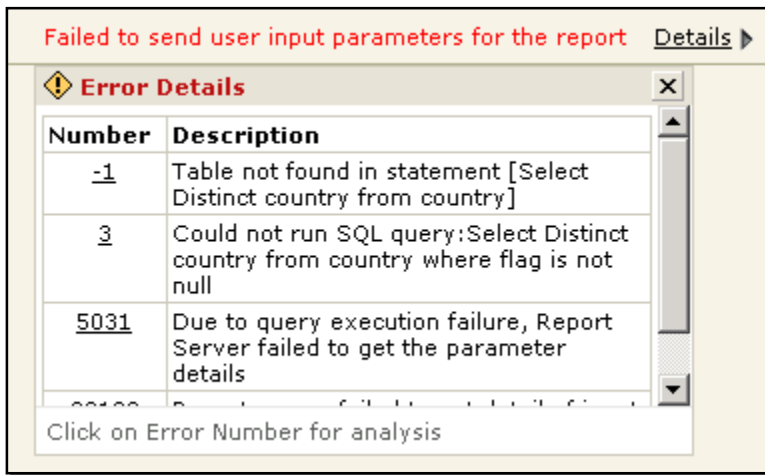 Failed to send user input parameters for the report Details
Error Details
Number Description
-1 Table not found in statement [Select
Distinct country from country]
3 Could not run SQL query:Select Distinct
country from country where flag is not
null
5031 Due to query execution failure, Report
Server failed to get the parameter
details
Click on Error Number for analysis